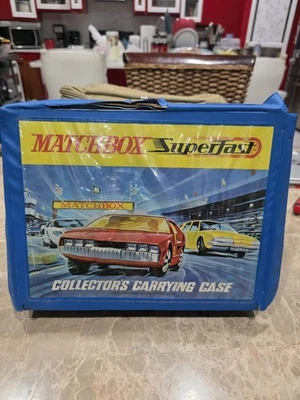 MATCHBOX Superfast
MATCHBOX
COLLECTOR'S CARRYING CASE